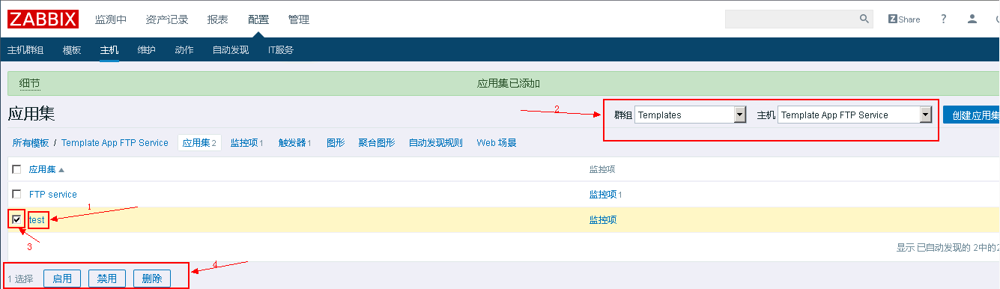 ZABBIX 监测中 资产记录 报表 配置 管理 Z Share ?
主机群组 模板 主机 维护 动作 自动发现 IT服务
细节 应用集已添加
应用集 2 群组 Templates 主机 Template App FTP Service 创建应用集
所有模板 / Template App FTP Service 应用集 2 监控项 1 触发器 1 图形 聚合图形 自动发现规则 Web 场景
应用集 监控项
FTP service 监控项 1
1
test 监控项
3 显示 已自动发现的 2中的2
4
1 选择 启用 禁用 删除